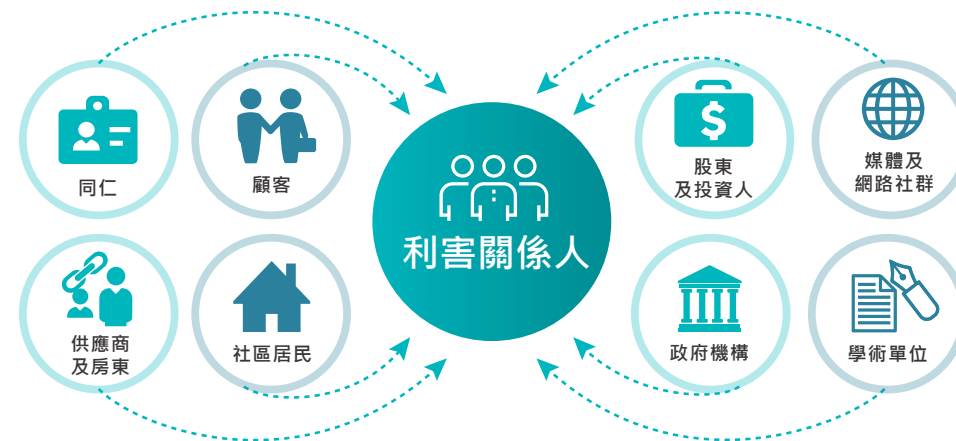 同仁
顧客
利害關係人
股東
及投資人
媒體及
網路社群
供應商
及房東
社區居民
政府機構
學術單位